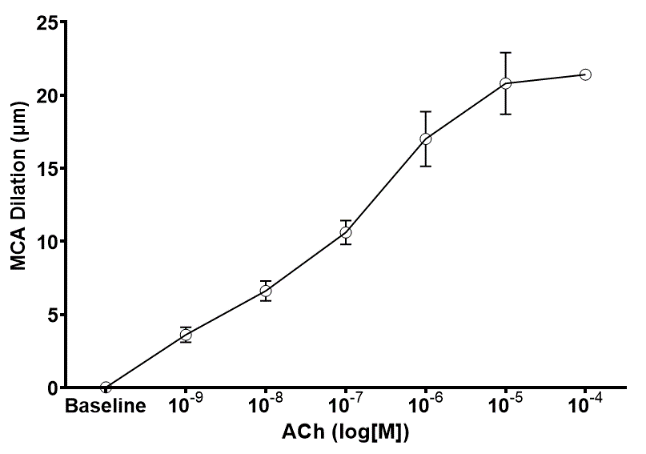 25
20
15
10
5
0
MCA Dilation (µm)
Baseline 10⁻⁹ 10⁻⁸ 10⁻⁷ 10⁻⁶ 10⁻⁵ 10⁻⁴
ACh (log[M])